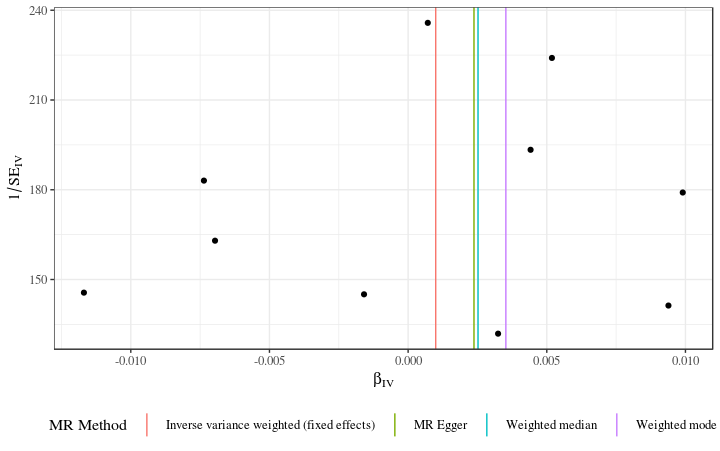 240
210
180
150
1/SE_IV
-0.010 -0.005 0.000 0.005 0.010
β_IV
MR Method Inverse variance weighted (fixed effects) MR Egger Weighted median Weighted mode